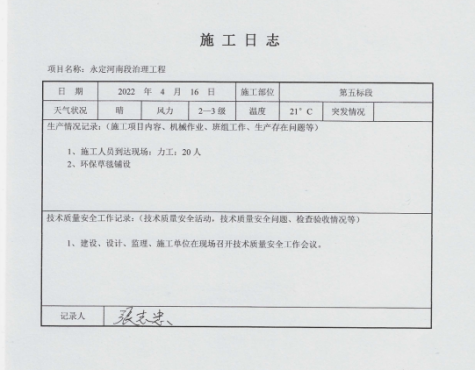 施工日志
项目名称：永定河南段治理工程
日 期 2022 年 4 月 16 日 施工部位 第五标段
天气状况 晴 风力 2—3 级 温度 21° C 突发情况
生产情况记录：（施工项目内容、机械作业、班组工作、生产存在问题等）
1、施工人员到达现场：力工：20 人
2、环保草毯铺设
技术质量安全工作记录：（技术质量安全活动，技术质量安全问题、检查验收情况等）
1、建设、设计、监理、施工单位在现场召开技术质量安全工作会议。
记录人 张志忠